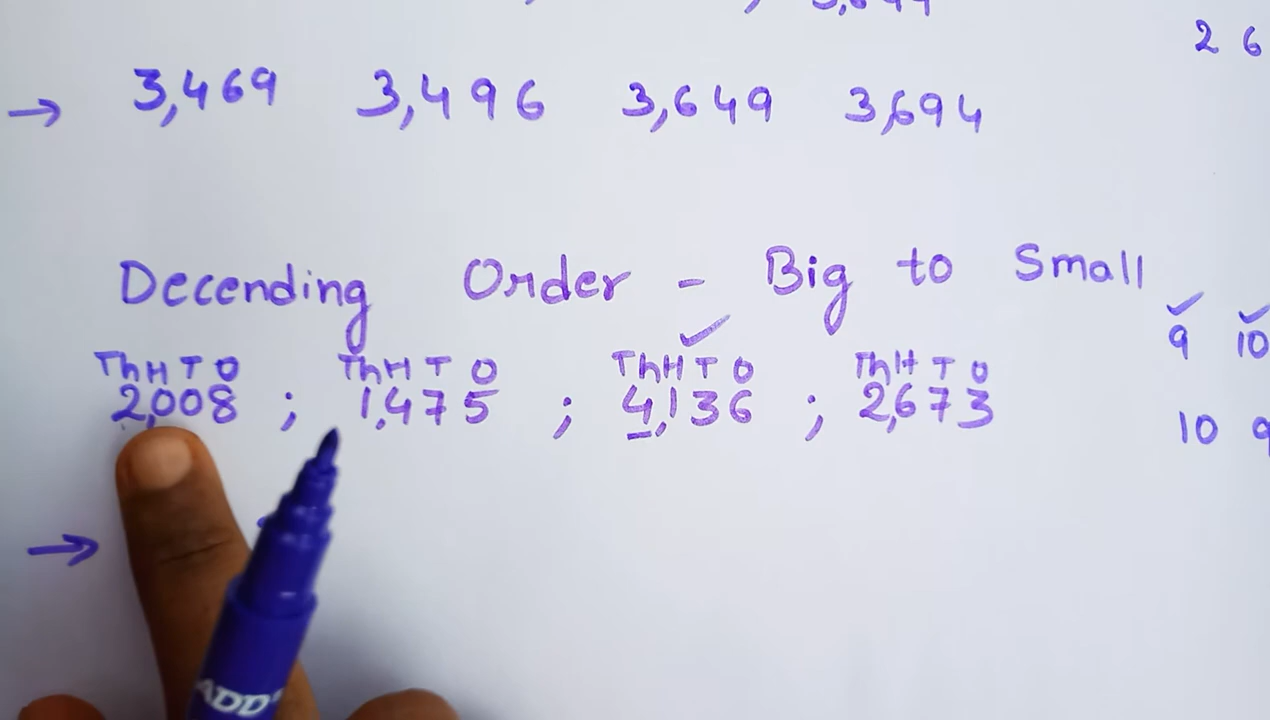 2 6
3,469 3,496 3,649 3,694
Decending Order - Big to Small
✓ ✓ ✓
Th H T O Th H T O Th H T O Th H T O
9 10
2,008 ; 1,475 ; 4,136 ; 2,673
10 9
ADD